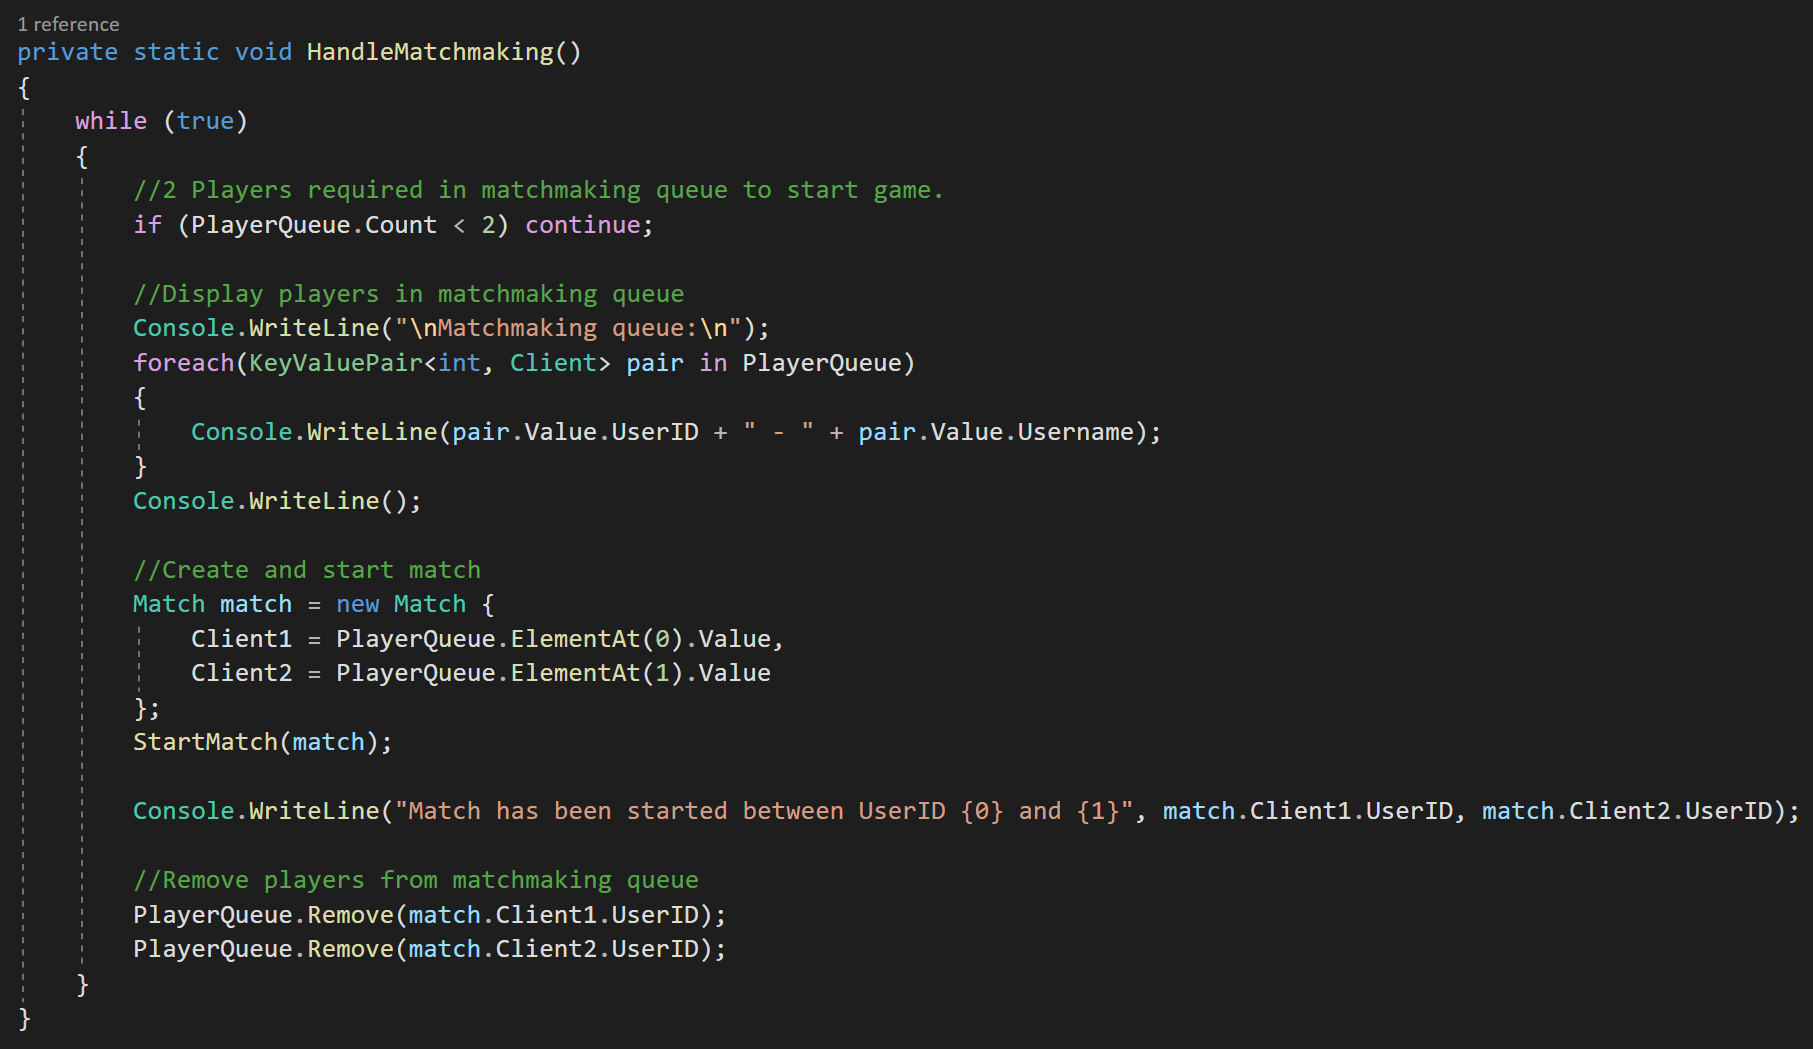 1 reference
private static void HandleMatchmaking()
{
    while (true)
    {
        //2 Players required in matchmaking queue to start game.
        if (PlayerQueue.Count < 2) continue;

        //Display players in matchmaking queue
        Console.WriteLine("\nMatchmaking queue:\n");
        foreach(KeyValuePair<int, Client> pair in PlayerQueue)
        {
            Console.WriteLine(pair.Value.UserID + " - " + pair.Value.Username);
        }
        Console.WriteLine();

        //Create and start match
        Match match = new Match {
            Client1 = PlayerQueue.ElementAt(0).Value,
            Client2 = PlayerQueue.ElementAt(1).Value
        };
        StartMatch(match);

        Console.WriteLine("Match has been started between UserID {0} and {1}", match.Client1.UserID, match.Client2.UserID);

        //Remove players from matchmaking queue
        PlayerQueue.Remove(match.Client1.UserID);
        PlayerQueue.Remove(match.Client2.UserID);
    }
}